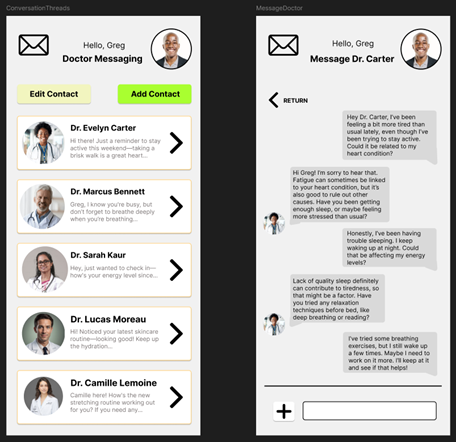 ConversationThreads
Hello, Greg
Doctor Messaging
Edit Contact
Add Contact
Dr. Evelyn Carter
HI there! Just a reminder to stay
active this weekend—taking a
brisk walk is a great heart...
Dr. Marcus Bennett
Greg, I know you're busy, but
don't forget to breathe deeply
when you're breathing...
Dr. Sarah Kaur
Hey, just wanted to check in—
how's your energy level since...
Dr. Lucas Moreau
Hi! Noticed your latest skincare
routine—looking good! Keep up
the hydration...
Dr. Camille Lemoine
Camille here! How's the new
stretching routine working out
for you? If you need any...
MessageDoctor
Hello, Greg
Message Dr. Carter
RETURN
Hey Dr. Carter, I've been
feeling a bit more tired than
usual lately, even though I've
been trying to stay active.
Could it be related to my
heart condition?
Hi Greg! I'm sorry to hear that.
Fatigue can sometimes be linked
to your heart condition, but it's
also good to rule out other
causes. Have you been getting
enough sleep, or maybe feeling
more stressed than usual?
Honestly, I've been having
trouble sleeping. I keep
waking up at night. Could
that be affecting my energy
levels?
Lack of quality sleep definitely
can contribute to tiredness, so
that might be a factor. Have
you tried any relaxation
techniques before bed, like
deep breathing or reading?
I've tried some breathing
exercises, but I still wake up
a few times. Maybe I need to
work on it more. I'll keep at it
and see if that helps!